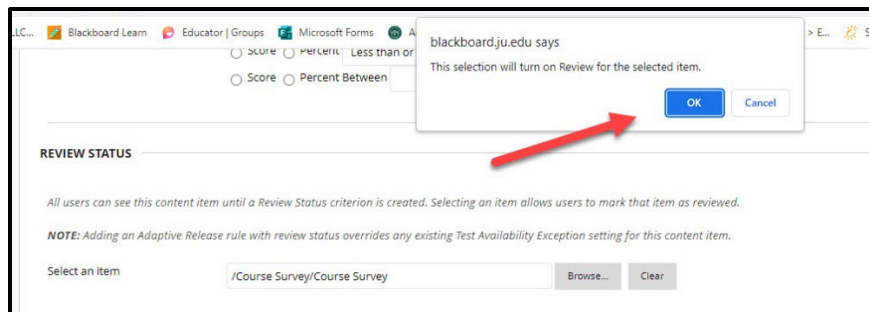 LLC... Blackboard Learn Educator | Groups Microsoft Forms A > E... S
blackboard.ju.edu says
This selection will turn on Review for the selected item.
OK Cancel
Score Percent Less than or
Score Percent Between
REVIEW STATUS
All users can see this content item until a Review Status criterion is created. Selecting an item allows users to mark that item as reviewed.
NOTE: Adding an Adaptive Release rule with review status overrides any existing Test Availability Exception setting for this content item.
Select an item /Course Survey/Course Survey Browse... Clear